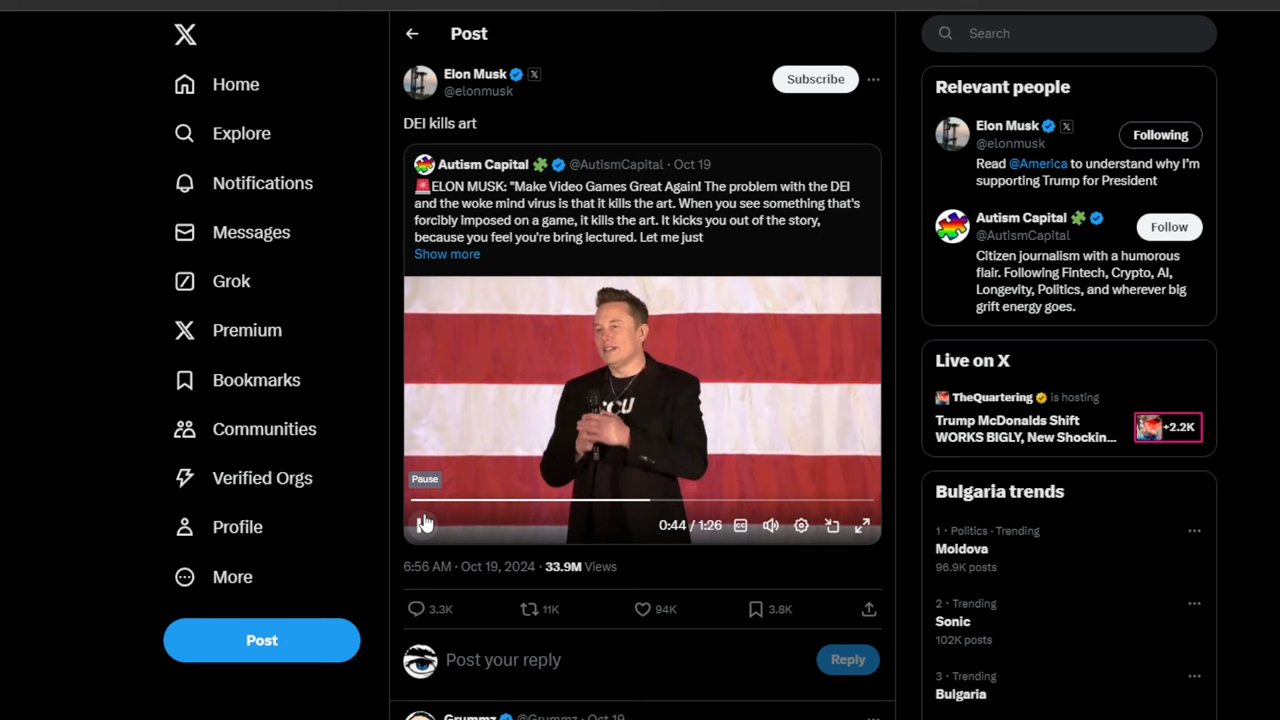 Home
Explore
Notifications
Messages
Grok
Premium
Bookmarks
Communities
Verified Orgs
Profile
More
Post
Post
Elon Musk
@elonmusk
Subscribe
DEI kills art
Autism Capital @AutismCapital · Oct 19
ELON MUSK: "Make Video Games Great Again! The problem with the DEI
and the woke mind virus is that it kills the art. When you see something that's
forcibly imposed on a game, it kills the art. It kicks you out of the story,
because you feel you're bring lectured. Let me just
Show more
Pause
0:44 / 1:26
6:56 AM · Oct 19, 2024 · 33.9M Views
3.3K 11K 94K 3.8K
Post your reply
Reply
Grummz @Grummz · Oct 19
Search
Relevant people
Elon Musk
@elonmusk
Following
Read @America to understand why I'm
supporting Trump for President
Autism Capital
@AutismCapital
Follow
Citizen journalism with a humorous
flair. Following Fintech, Crypto, AI,
Longevity, Politics, and wherever big
grift energy goes.
Live on X
TheQuartering is hosting
Trump McDonalds Shift
WORKS BIGLY, New Shockin...
+2.2K
Bulgaria trends
1 · Politics · Trending
Moldova
96.9K posts
2 · Trending
Sonic
102K posts
3 · Trending
Bulgaria